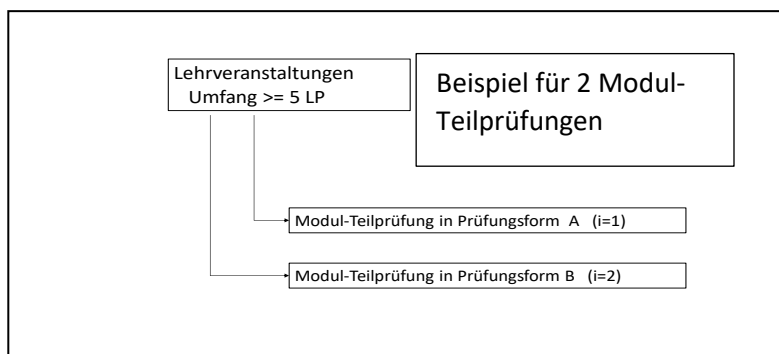 Lehrveranstaltungen
Umfang >= 5 LP
Beispiel für 2 Modul-
Teilprüfungen
Modul-Teilprüfung in Prüfungsform A (i=1)
Modul-Teilprüfung in Prüfungsform B (i=2)